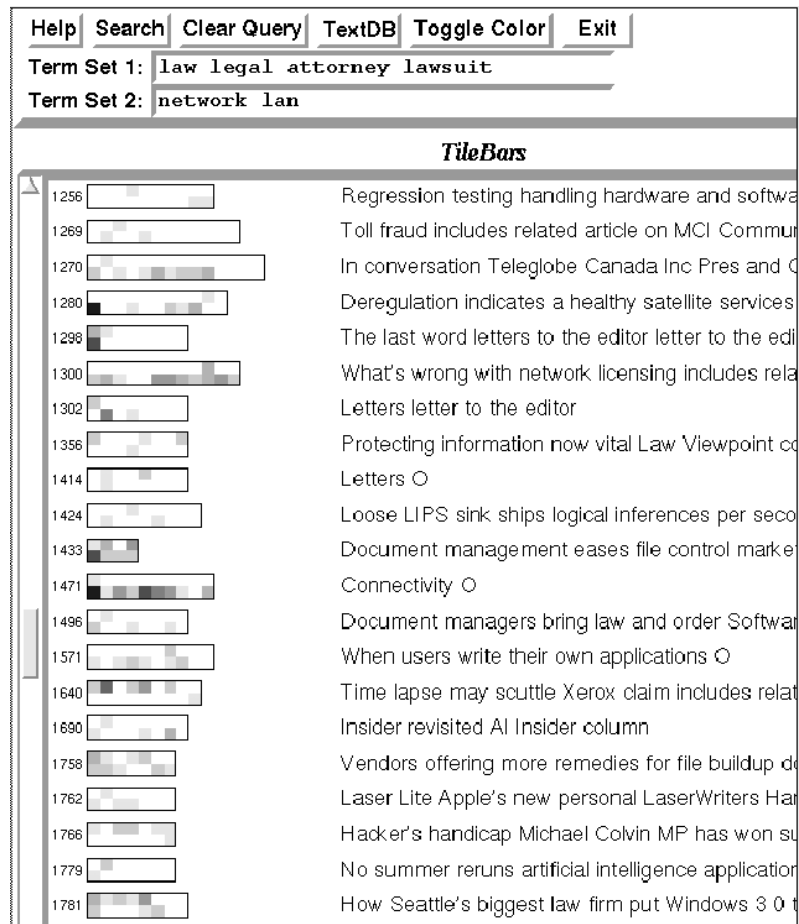 Help Search Clear Query TextDB Toggle Color Exit
Term Set 1: law legal attorney lawsuit
Term Set 2: network lan
TileBars
1256 Regression testing handling hardware and softwa
1269 Toll fraud includes related article on MCI Commun
1270 In conversation Teleglobe Canada Inc Pres and C
1280 Deregulation indicates a healthy satellite services
1298 The last word letters to the editor letter to the edi
1300 What's wrong with network licensing includes rela
1302 Letters letter to the editor
1356 Protecting information now vital Law Viewpoint co
1414 Letters O
1424 Loose LIPS sink ships logical inferences per seco
1433 Document management eases file control market
1471 Connectivity O
1496 Document managers bring law and order Softwar
1571 When users write their own applications O
1640 Time lapse may scuttle Xerox claim includes relat
1690 Insider revisited AI Insider column
1758 Vendors offering more remedies for file buildup do
1762 Laser Lite Apple's new personal LaserWriters Har
1766 Hacker's handicap Michael Colvin MP has won su
1779 No summer reruns artificial intelligence application
1781 How Seattle's biggest law firm put Windows 3 0 t